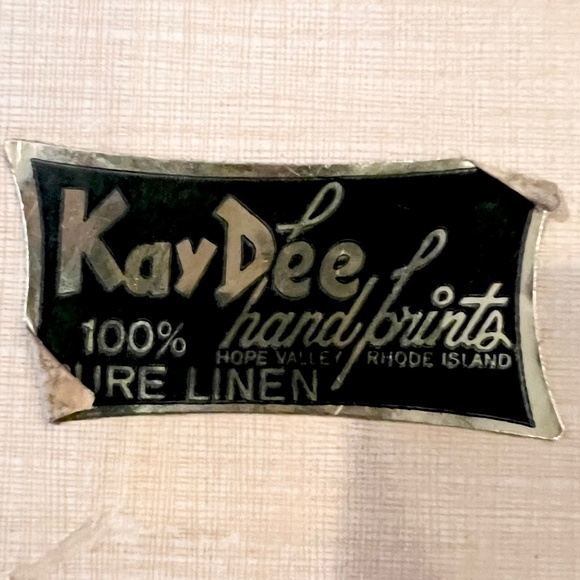 KayDee
hand prints
100%
HOPE VALLEY RHODE ISLAND
URE LINEN